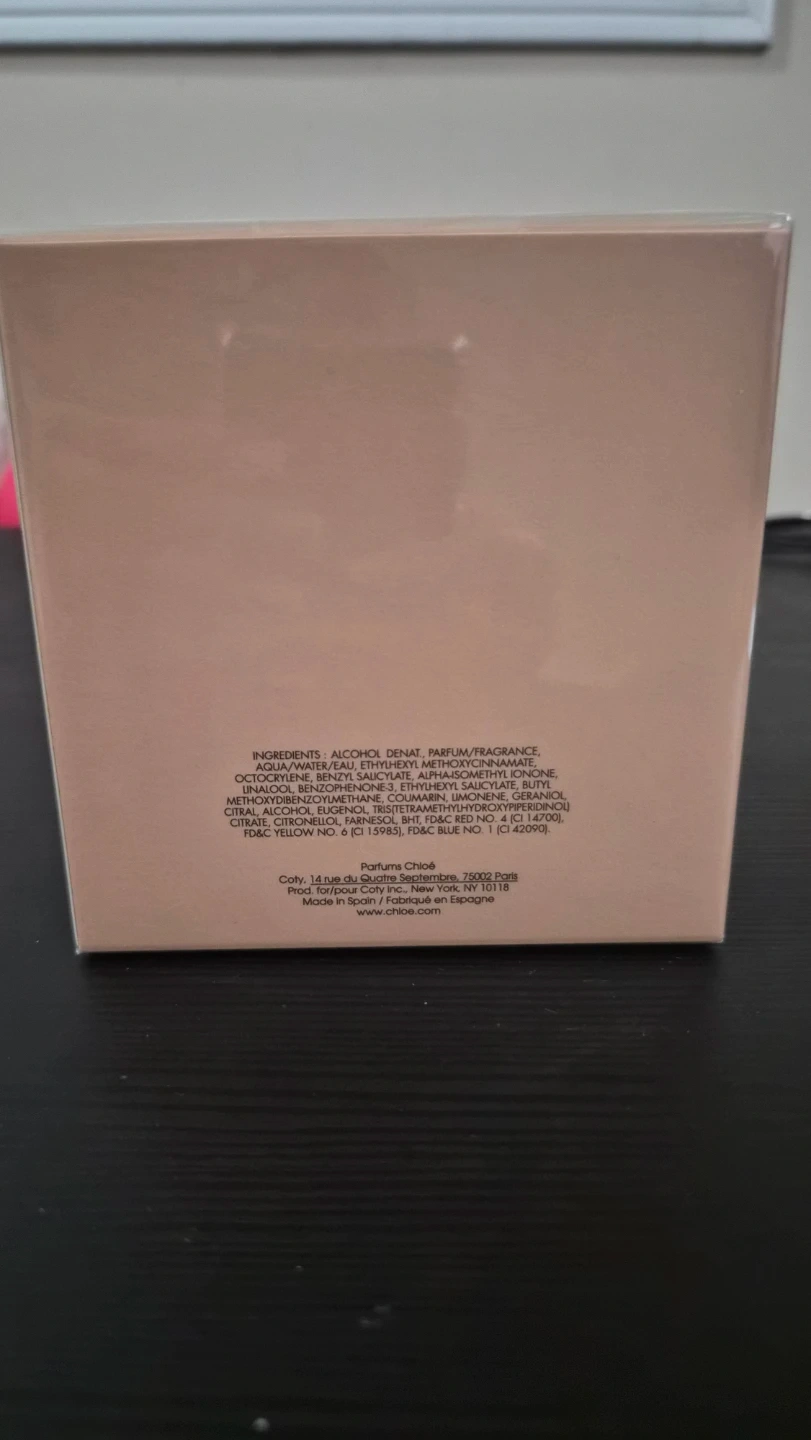 INGREDIENTS : ALCOHOL DENAT., PARFUM/FRAGRANCE,
AQUA/WATER/EAU, ETHYLHEXYL METHOXYCINNAMATE,
OCTOCRYLENE, BENZYL SALICYLATE, ALPHA-ISOMETHYL IONONE,
LINALOOL, BENZOPHENONE-3, ETHYLHEXYL SALICYLATE, BUTYL
METHOXYDIBENZOYLMETHANE, COUMARIN, LIMONENE, GERANIOL,
CITRAL, ALCOHOL, EUGENOL, TRIS(TETRAMETHYLHYDROXYPIPERIDINOL)
CITRATE, CITRONELLOL, FARNESOL, BHT, FD&C RED NO. 4 (CI 14700),
FD&C YELLOW NO. 6 (CI 15985), FD&C BLUE NO. 1 (CI 42090).
Parfums Chloé
Coty, 14 rue du Quatre Septembre, 75002 Paris
Prod. for/pour Coty Inc., New York, NY 10118
Made in Spain / Fabriqué en Espagne
www.chloe.com